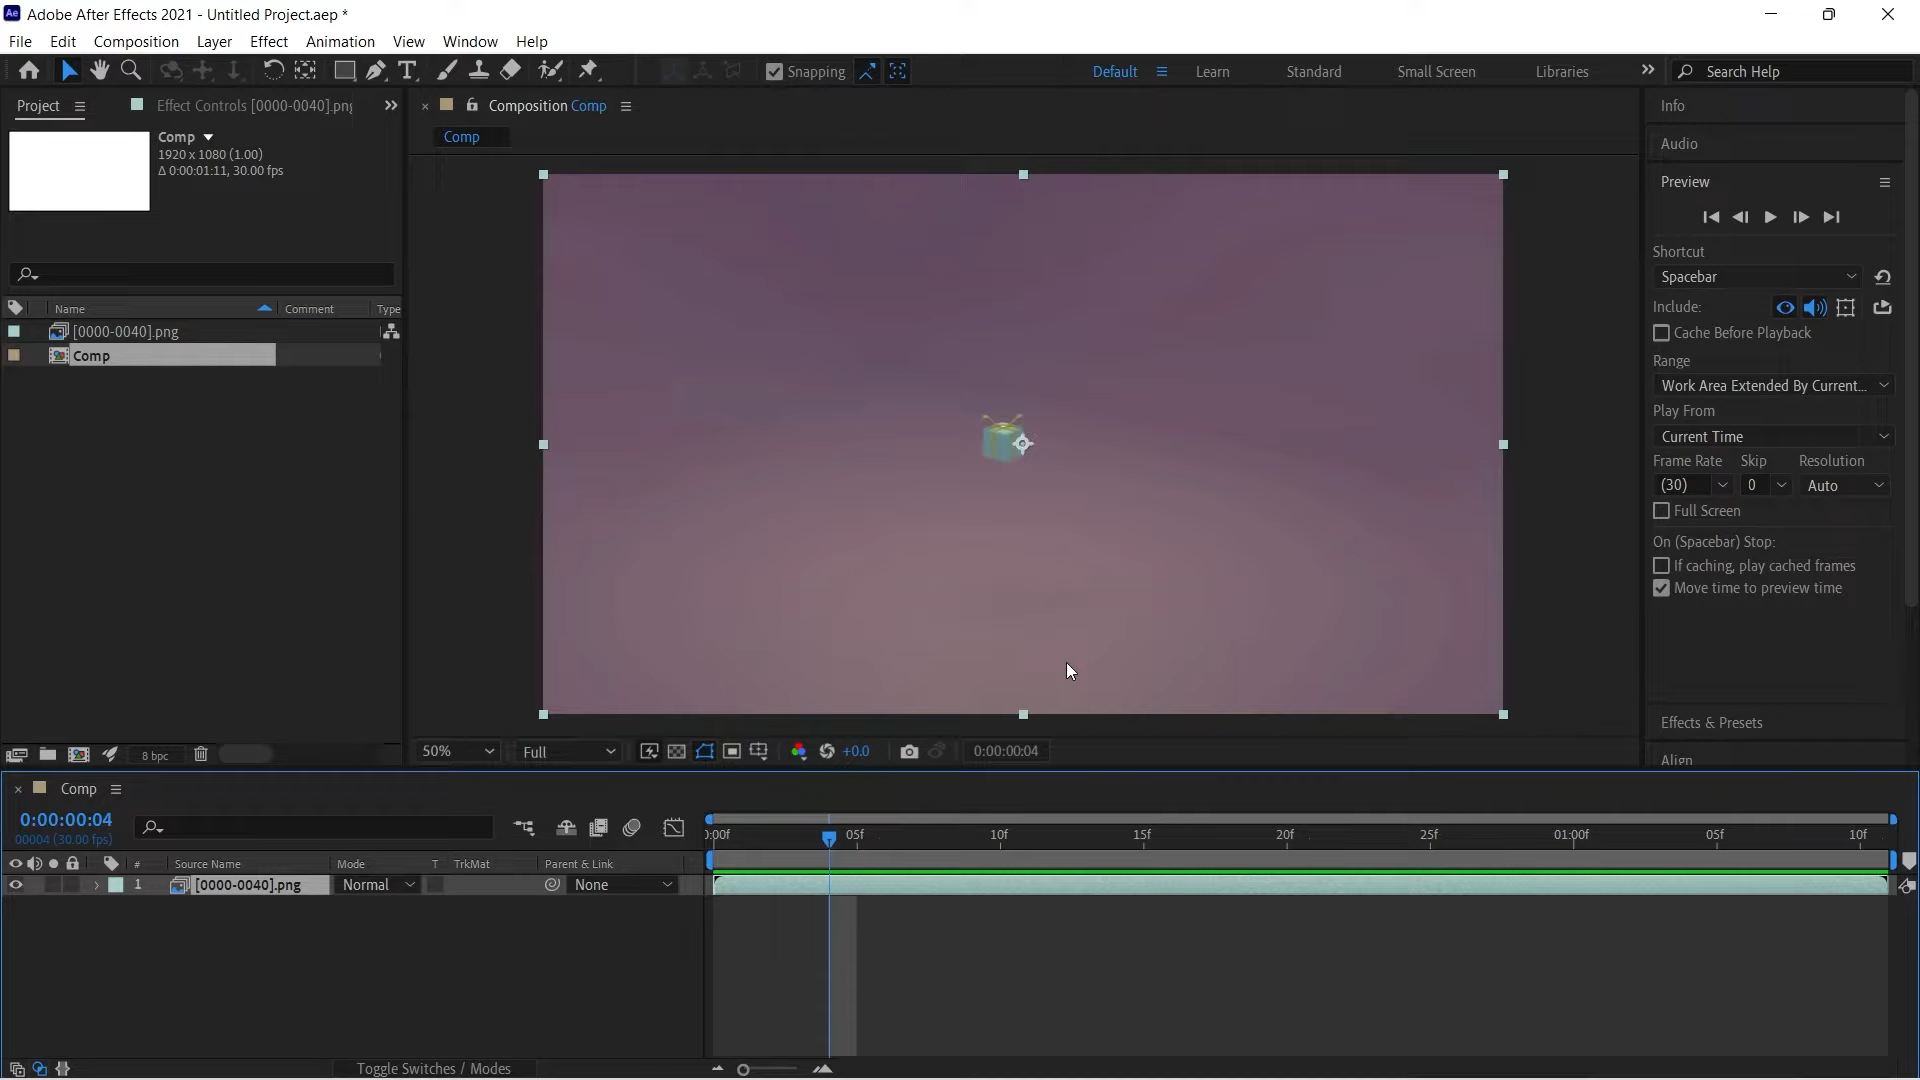 Ae Adobe After Effects 2021 - Untitled Project.aep *
File Edit Composition Layer Effect Animation View Window Help
Snapping Default Learn Standard Small Screen Libraries Search Help
Project Effect Controls [0000-0040].png
Composition Comp
Comp
Comp
1920 x 1080 (1.00)
Δ 0:00:01:11, 30.00 fps
Name Comment Type
[0000-0040].png
Comp
8 bpc
50% Full +0.0 0:00:00:04
Info
Audio
Preview
Shortcut
Spacebar
Include:
Cache Before Playback
Range
Work Area Extended By Current...
Play From
Current Time
Frame Rate Skip Resolution
(30) 0 Auto
Full Screen
On (Spacebar) Stop:
If caching, play cached frames
Move time to preview time
Effects & Presets
Align
Comp
0:00:00:04
00004 (30.00 fps)
# Source Name Mode T TrkMat Parent & Link
1 [0000-0040].png Normal None
0:00f 05f 10f 15f 20f 25f 01:00f 05f 10f
Toggle Switches / Modes